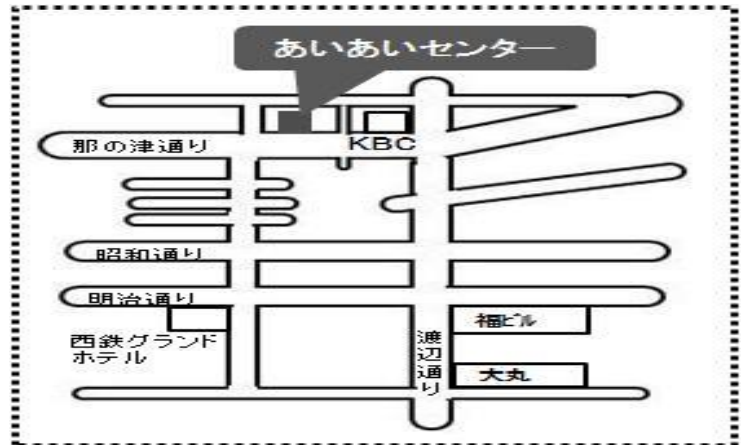 あいあいセンター
那の津通り
KBC
昭和通り
明治通り
西鉄グランド
ホテル
渡辺通り
福ビル
大丸